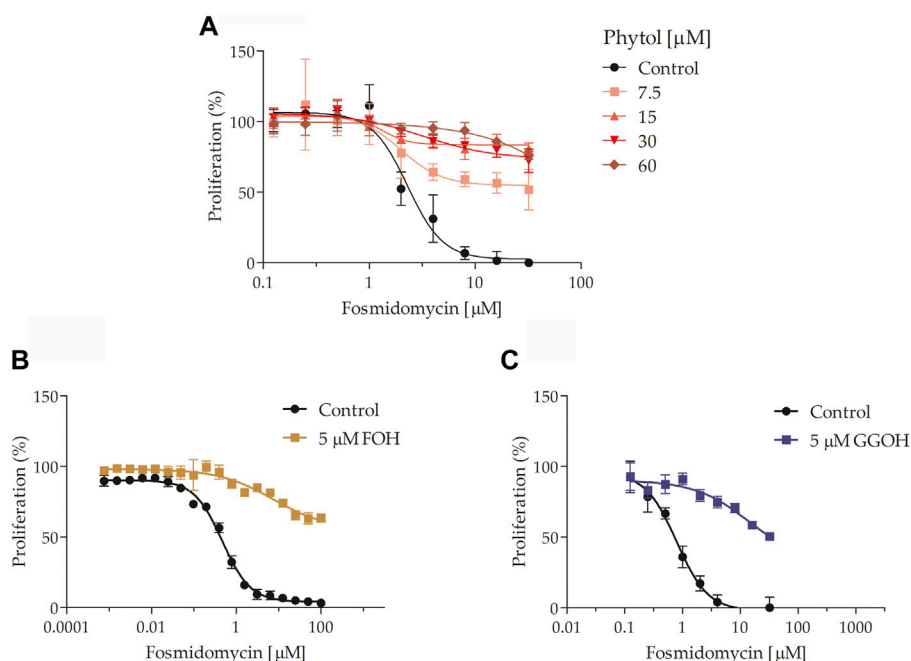 A
Phytol [µM]
Control
7.5
15
30
60
150
100
50
0
Proliferation (%)
0.1
1
10
100
Fosmidomycin [µM]
B
Control
5 µM FOH
150
100
50
0
Proliferation (%)
0.0001
0.01
1
100
Fosmidomycin [µM]
C
Control
5 µM GGOH
150
100
50
0
Proliferation (%)
0.01
0.1
1
10
100
1000
Fosmidomycin [µM]